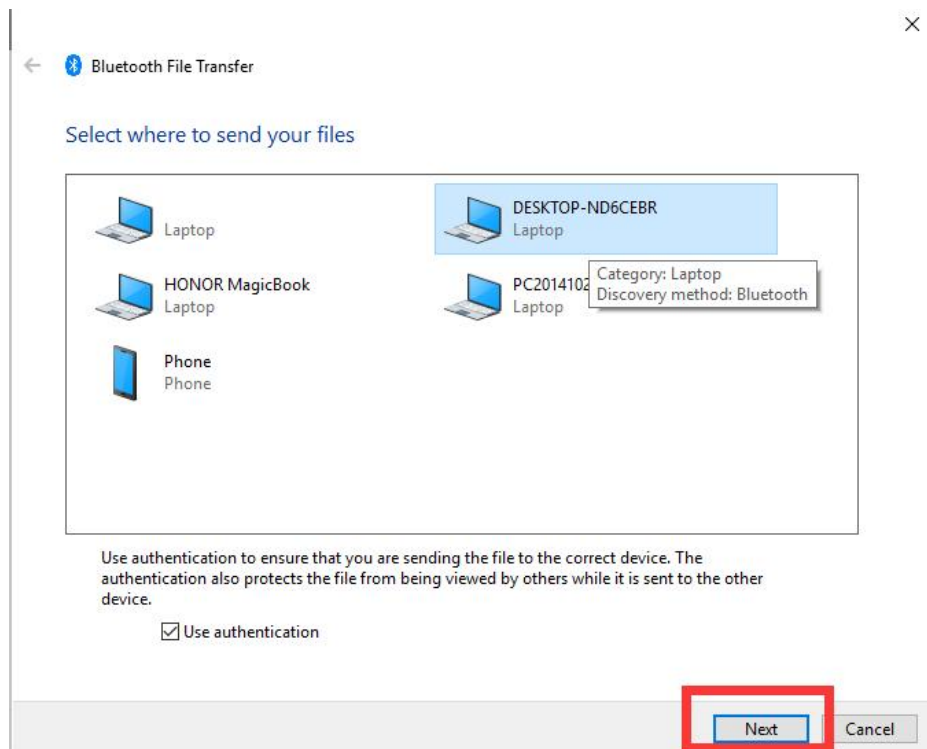 Bluetooth File Transfer
Select where to send your files
Laptop
DESKTOP-ND6CEBR
Laptop
HONOR MagicBook
Laptop
PC2014102
Laptop
Category: Laptop
Discovery method: Bluetooth
Phone
Phone
Use authentication to ensure that you are sending the file to the correct device. The
authentication also protects the file from being viewed by others while it is sent to the other
device.
Use authentication
Next
Cancel